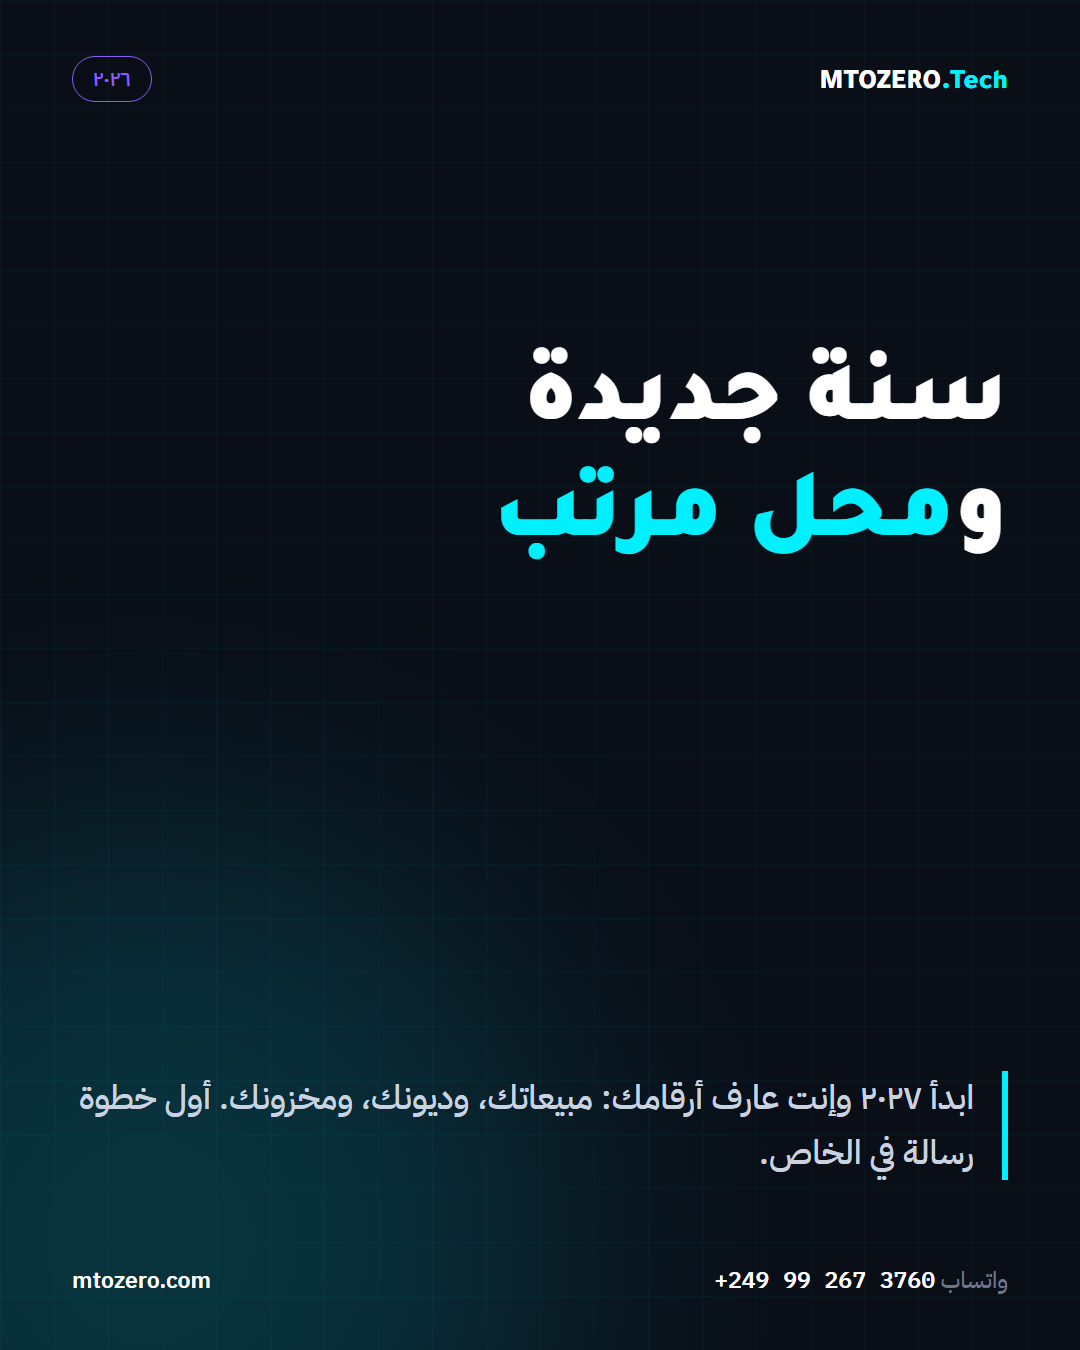 MTOZERO.Tech
٢٠٢٦
سنة جديدة
ومحل مرتب
ابدأ ٢٠٢٧ وإنت عارف أرقامك: مبيعاتك، وديونك، ومخزونك. أول خطوة
رسالة في الخاص.
واتساب +249 99 267 3760
mtozero.com